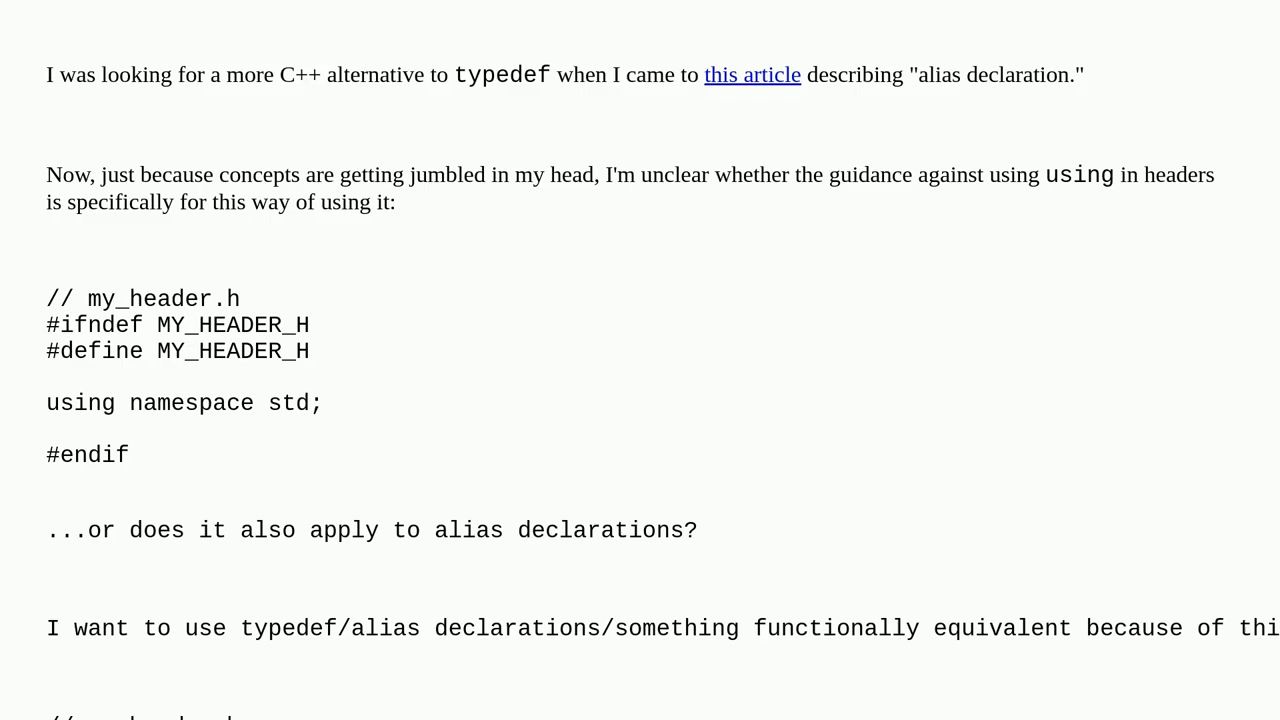 I was looking for a more C++ alternative to typedef when I came to this article describing "alias declaration."
Now, just because concepts are getting jumbled in my head, I'm unclear whether the guidance against using using in headers
is specifically for this way of using it:
// my_header.h
#ifndef MY_HEADER_H
#define MY_HEADER_H
using namespace std;
#endif
...or does it also apply to alias declarations?
I want to use typedef/alias declarations/something functionally equivalent because of thi